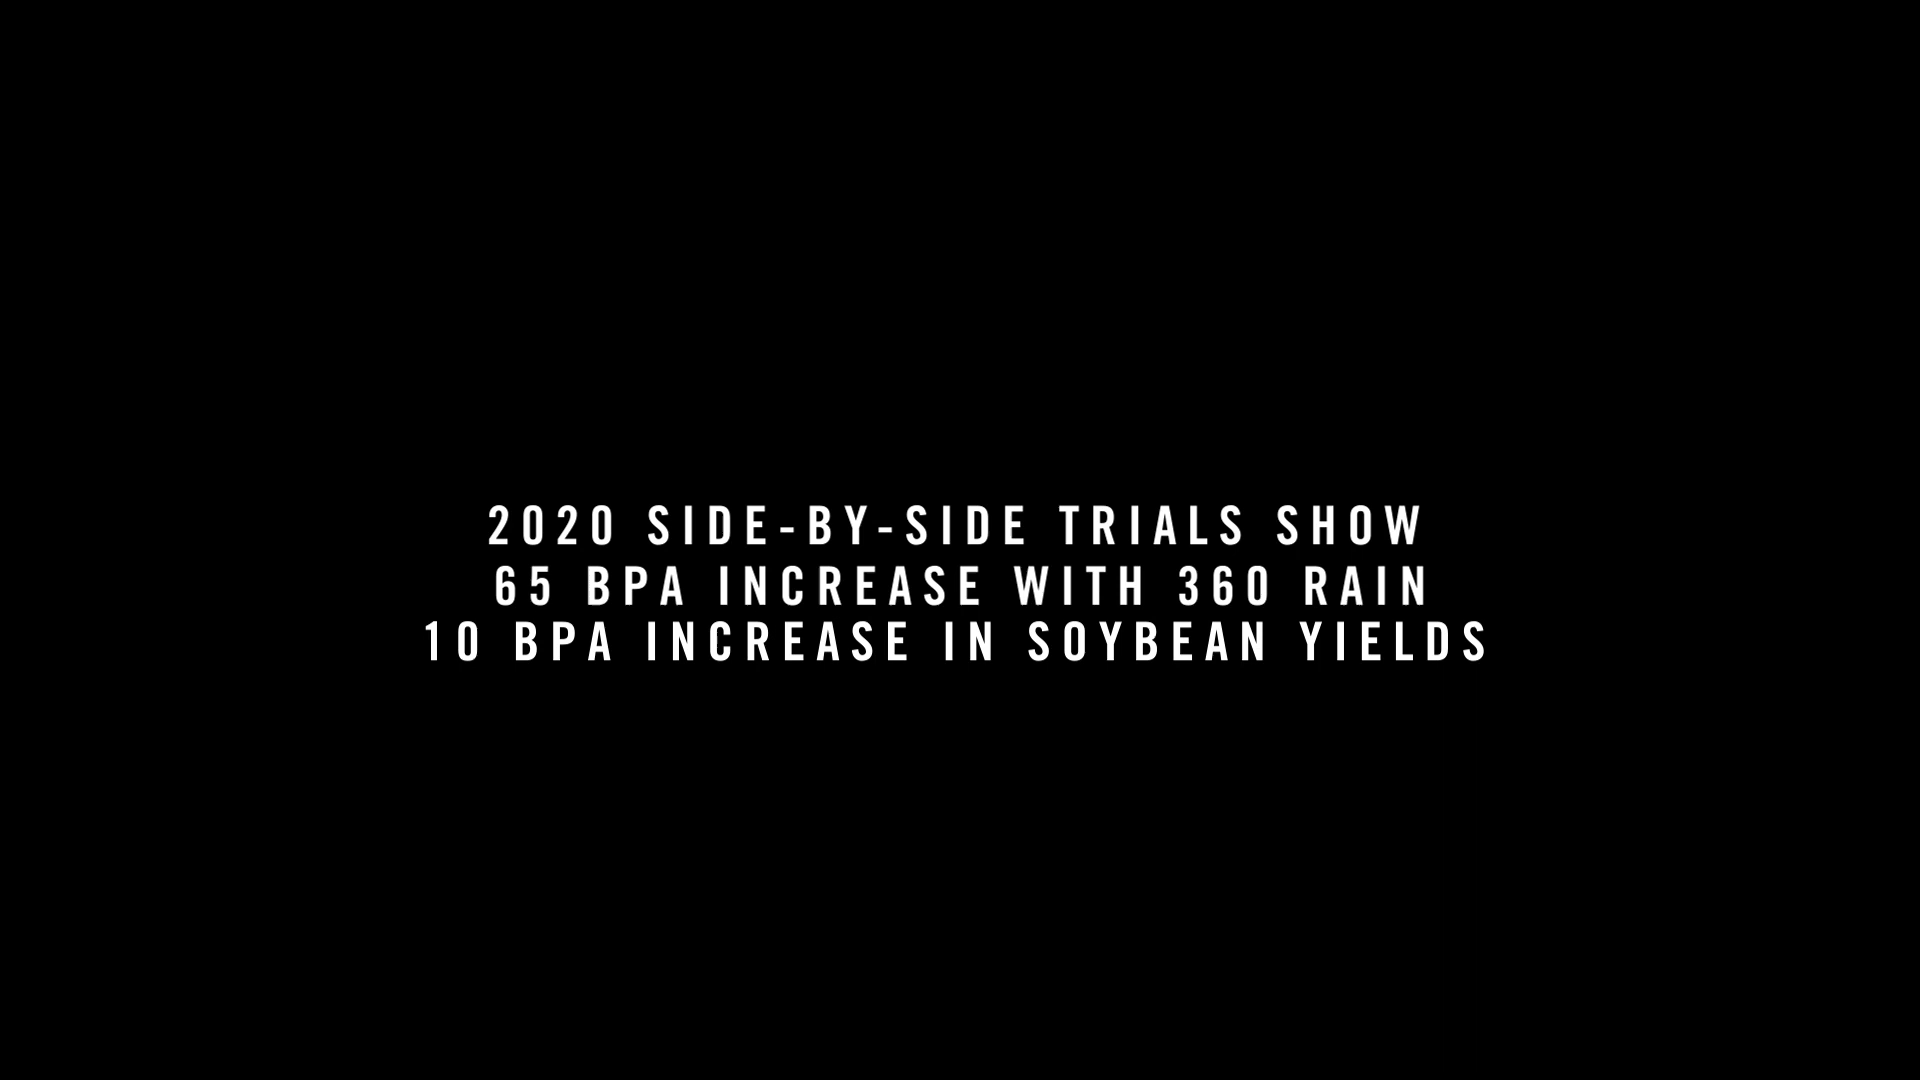 2020 SIDE-BY-SIDE TRIALS SHOW
65 BPA INCREASE WITH 360 RAIN
10 BPA INCREASE IN SOYBEAN YIELDS